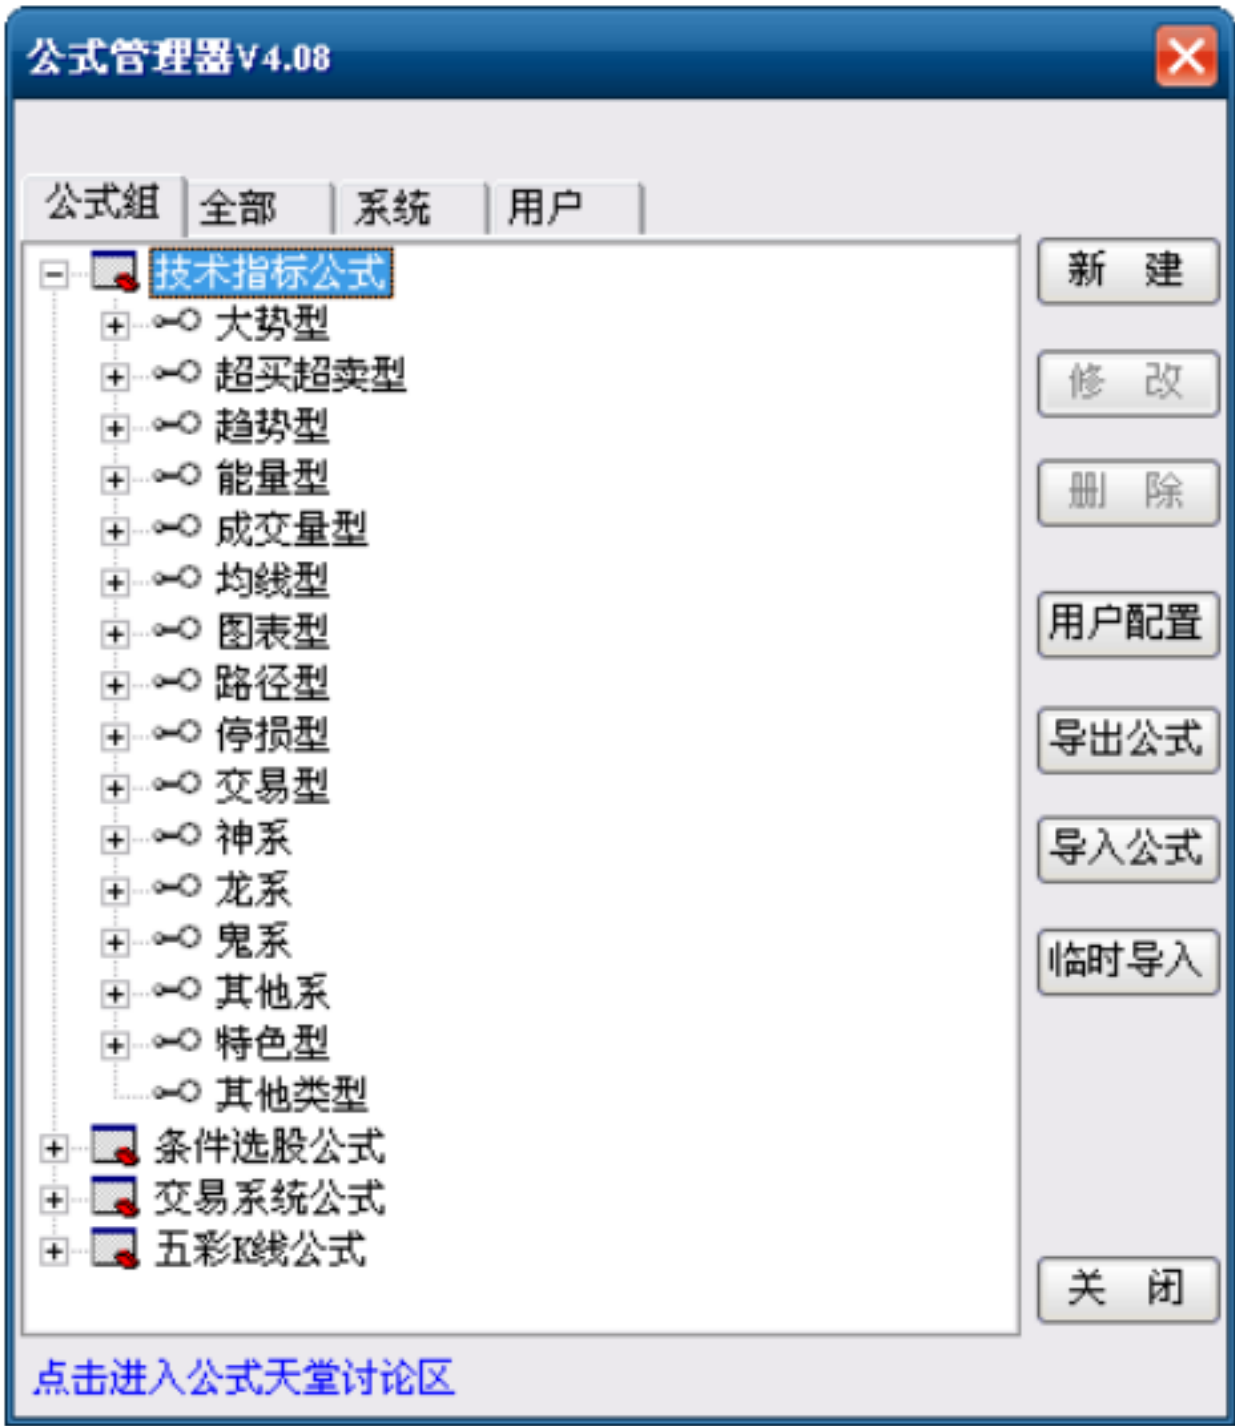 公式管理器V4.08
公式组 全部 系统 用户
技术指标公式
大势型
超买超卖型
趋势型
能量型
成交量型
均线型
图表型
路径型
停损型
交易型
神系
龙系
鬼系
其他系
特色型
其他类型
条件选股公式
交易系统公式
五彩K线公式
新 建
修 改
删 除
用户配置
导出公式
导入公式
临时导入
关 闭
点击进入公式天堂讨论区